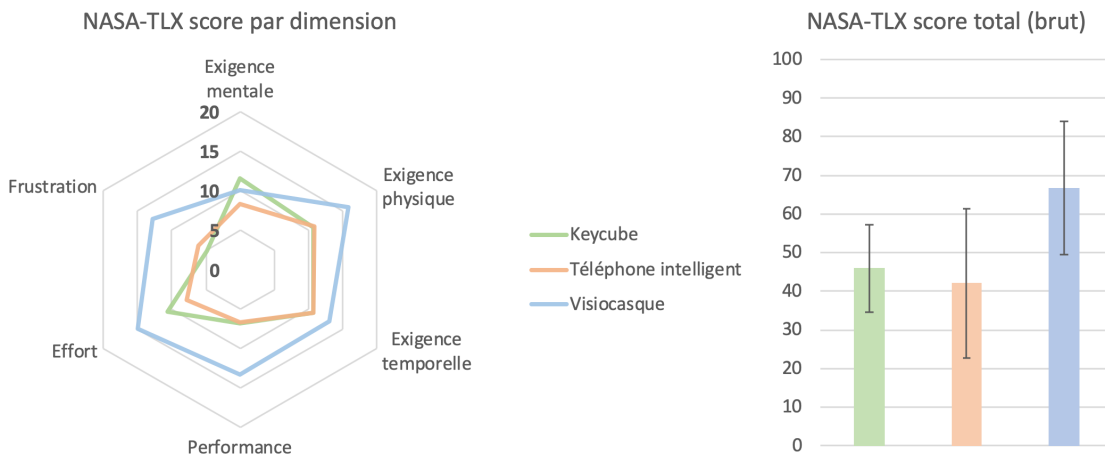 NASA-TLX score par dimension
Exigence
mentale
20
15
10
5
0
Exigence
physique
Exigence
temporelle
Performance
Effort
Frustration
Keycube
Téléphone intelligent
Visiocasque
NASA-TLX score total (brut)
100
90
80
70
60
50
40
30
20
10
0